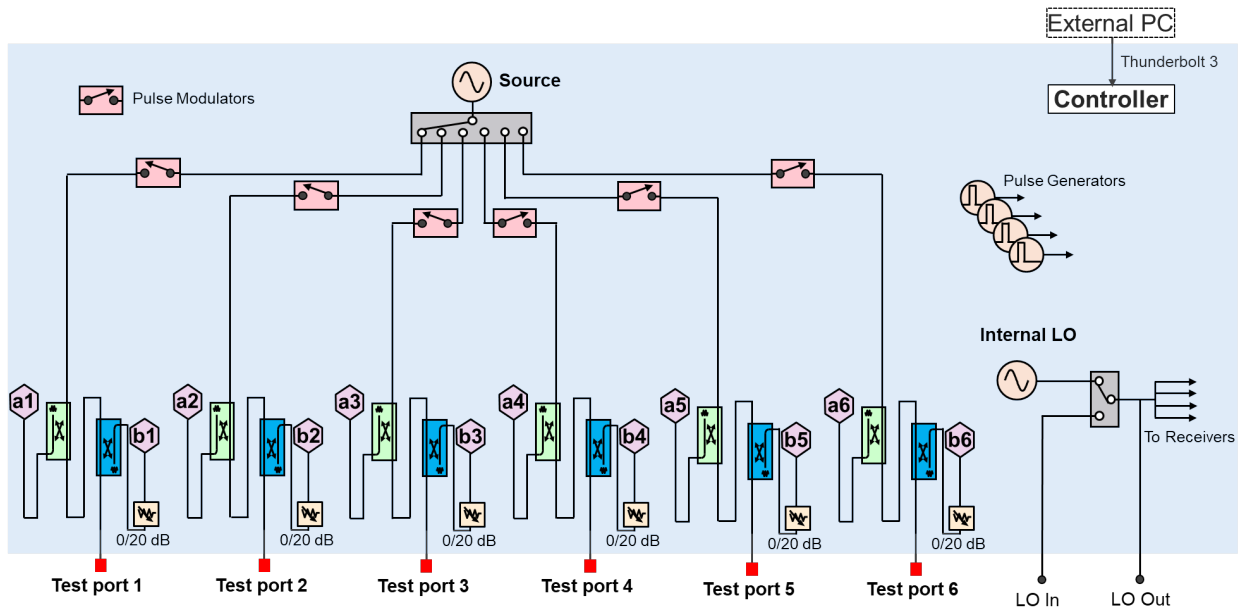 External PC
Thunderbolt 3
Controller
Source
Pulse Modulators
Pulse Generators
Internal LO
a1
a2
a3
a4
a5
a6
b1
b2
b3
b4
b5
b6
To Receivers
0/20 dB
0/20 dB
0/20 dB
0/20 dB
0/20 dB
0/20 dB
Test port 1
Test port 2
Test port 3
Test port 4
Test port 5
Test port 6
LO In
LO Out